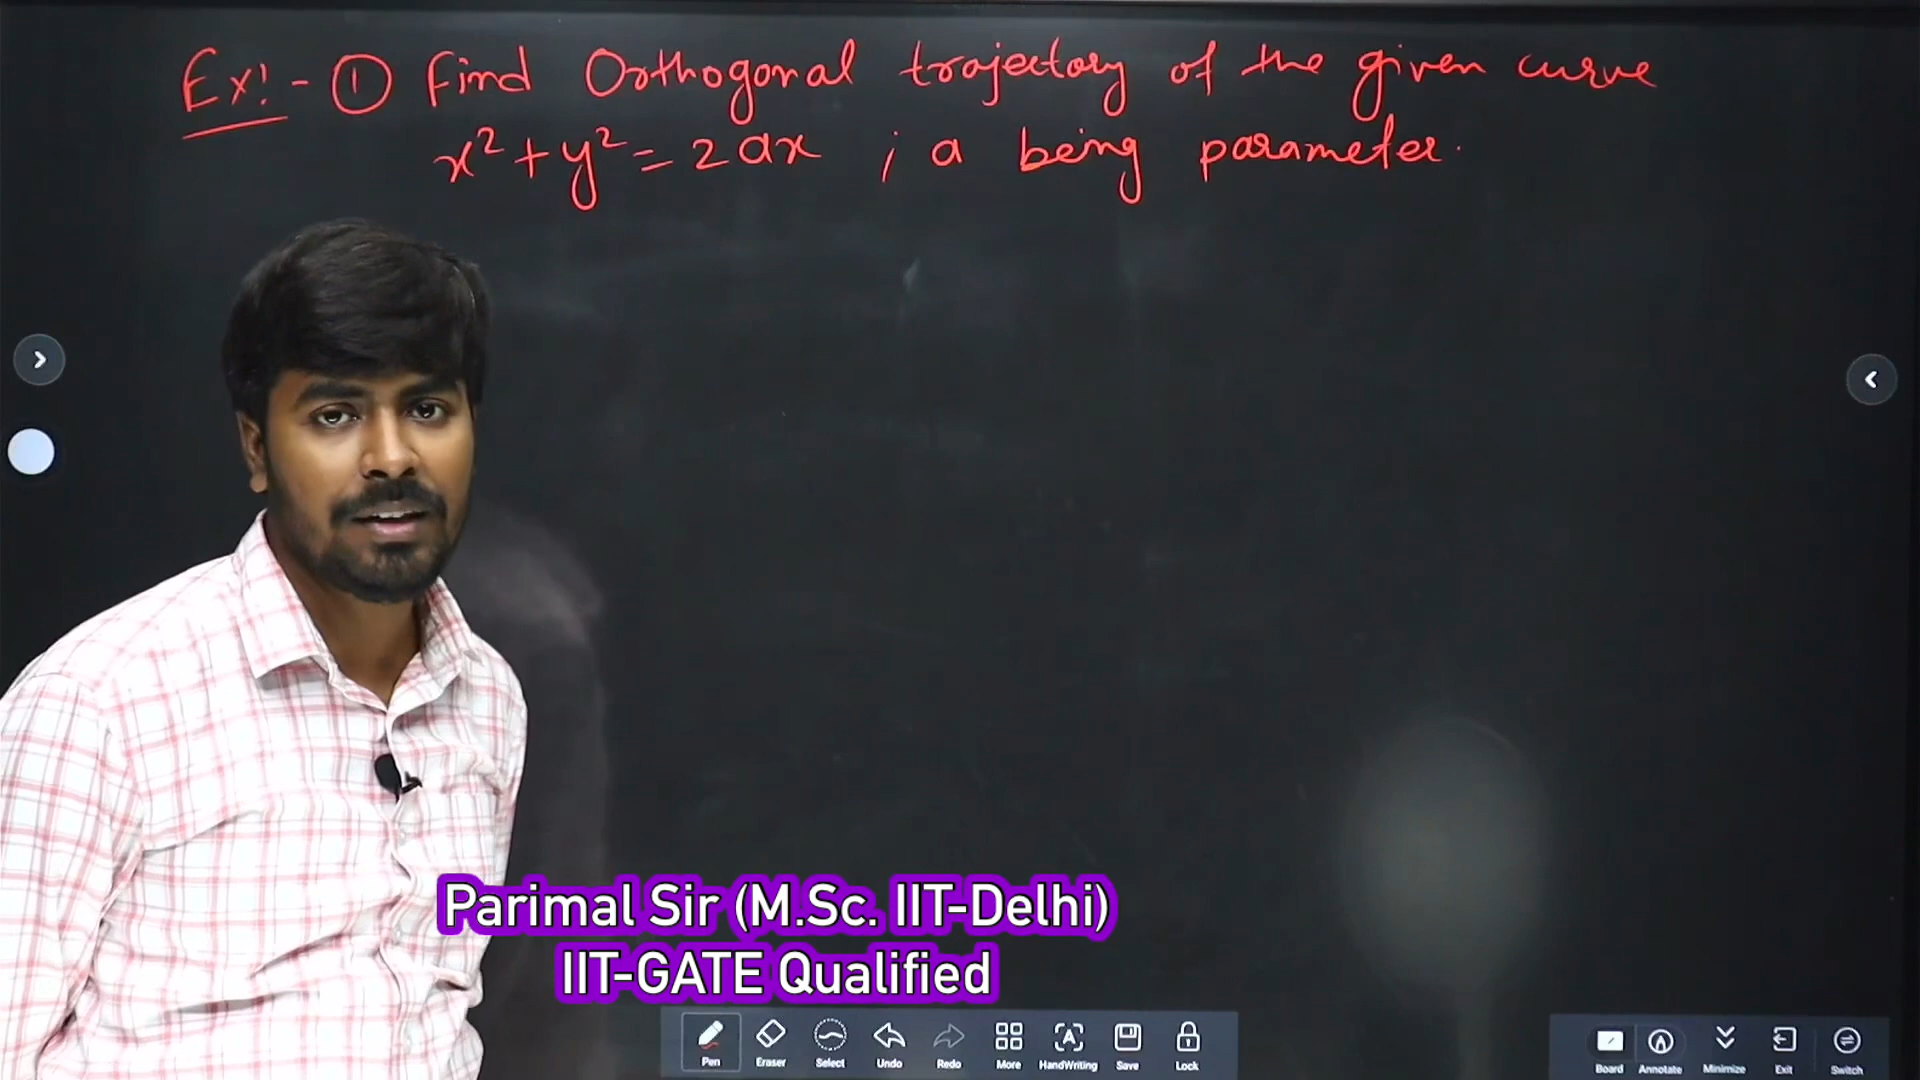 Ex! - ① Find Orthogonal trajectory of the given curve
x² + y² = 2ax ; a being parameter.
Parimal Sir (M.Sc. IIT-Delhi)
IIT-GATE Qualified
Pen Eraser Select Undo Redo More HandWriting Save Lock
Board Annotate Minimize Exit Switch